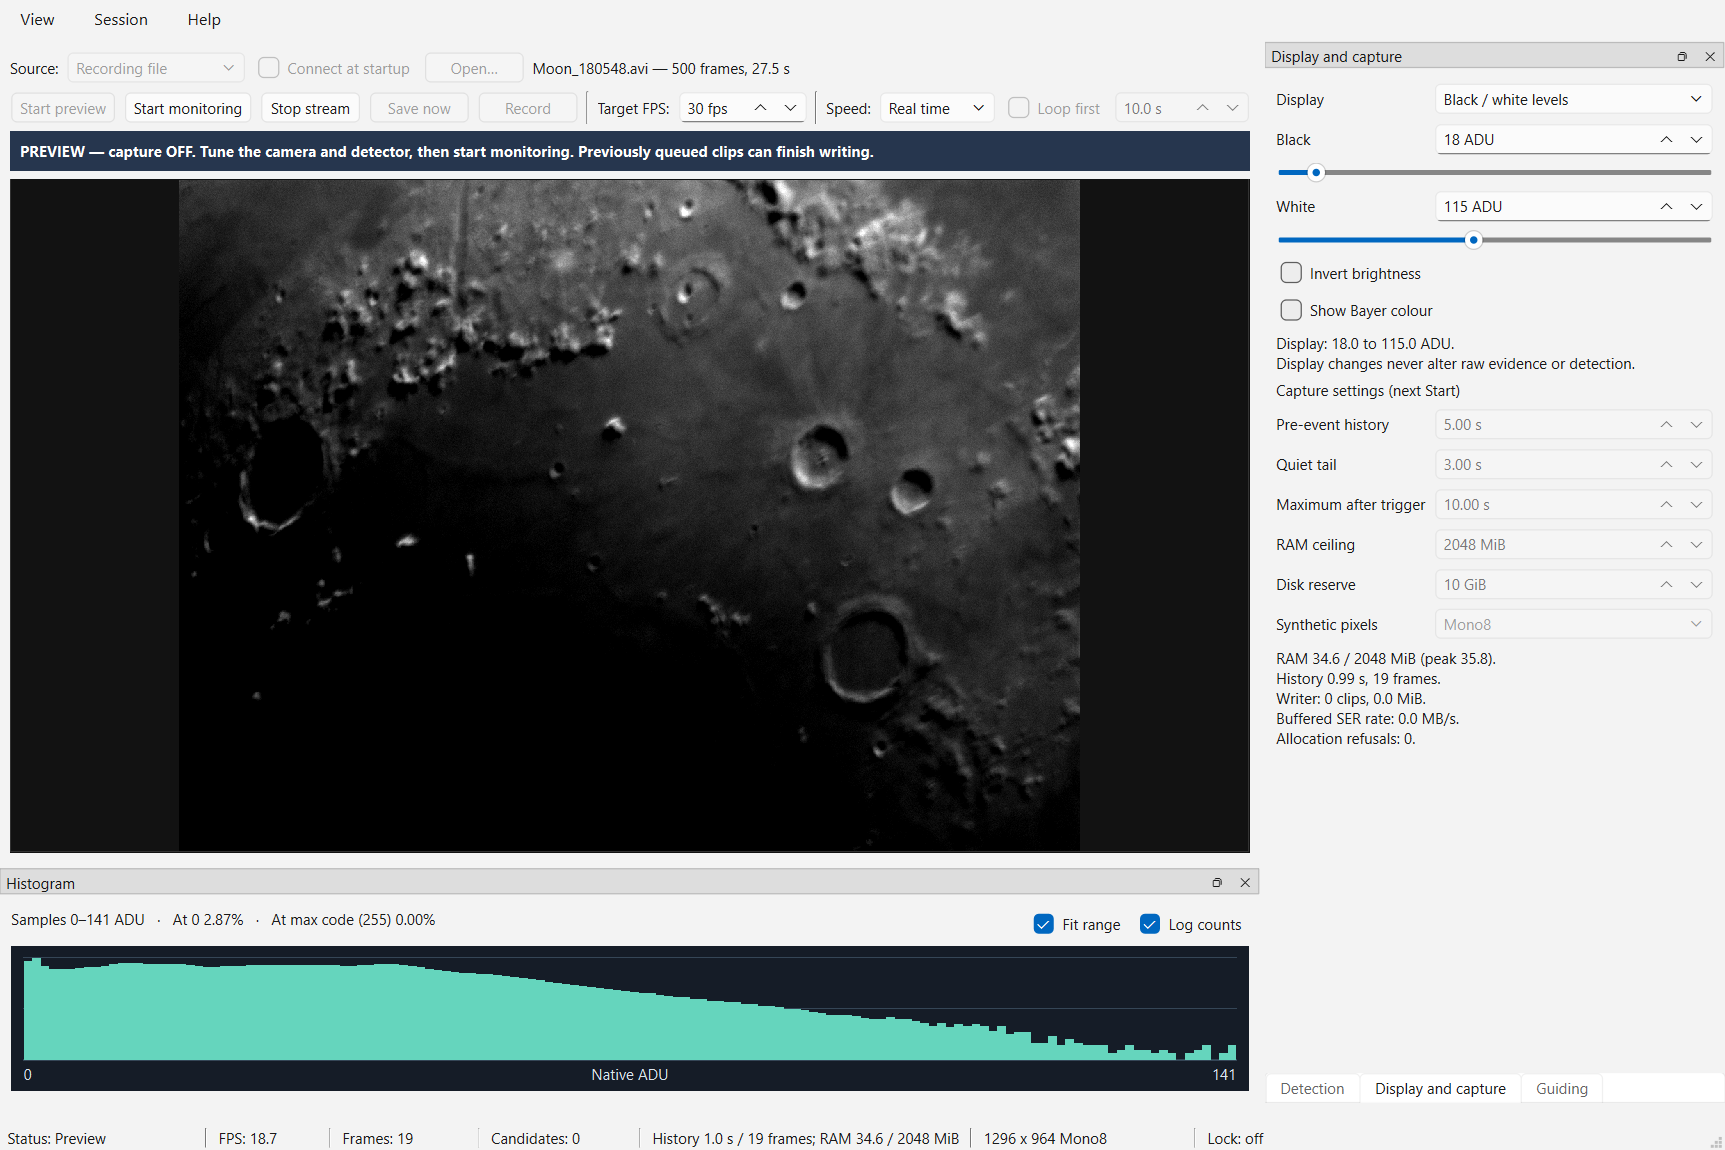 View Session Help
Source: Recording file Connect at startup Open... Moon_180548.avi — 500 frames, 27.5 s
Start preview Start monitoring Stop stream Save now Record Target FPS: 30 fps Speed: Real time Loop first 10.0 s
PREVIEW — capture OFF. Tune the camera and detector, then start monitoring. Previously queued clips can finish writing.
Display and capture
Display Black / white levels
Black 18 ADU
White 115 ADU
Invert brightness
Show Bayer colour
Display: 18.0 to 115.0 ADU.
Display changes never alter raw evidence or detection.
Capture settings (next Start)
Pre-event history 5.00 s
Quiet tail 3.00 s
Maximum after trigger 10.00 s
RAM ceiling 2048 MiB
Disk reserve 10 GiB
Synthetic pixels Mono8
RAM 34.6 / 2048 MiB (peak 35.8).
History 0.99 s, 19 frames.
Writer: 0 clips, 0.0 MiB.
Buffered SER rate: 0.0 MB/s.
Allocation refusals: 0.
Histogram
Samples 0–141 ADU · At 0 2.87% · At max code (255) 0.00%
Fit range Log counts
0 Native ADU 141
Detection Display and capture Guiding
Status: Preview FPS: 18.7 Frames: 19 Candidates: 0 History 1.0 s / 19 frames; RAM 34.6 / 2048 MiB 1296 x 964 Mono8 Lock: off